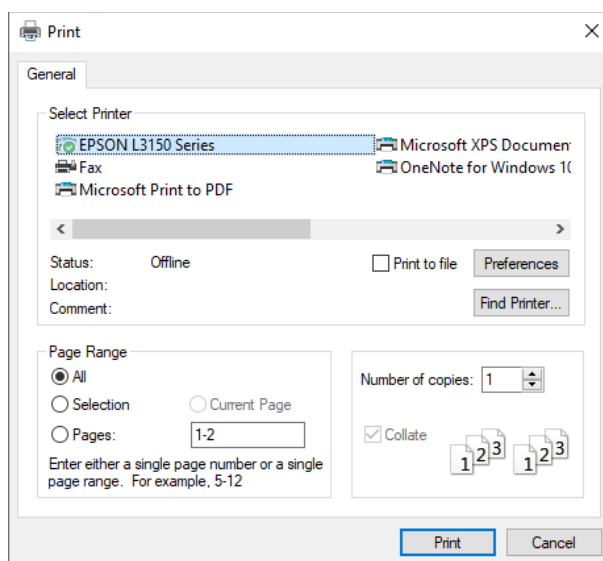 Print
General
Select Printer
EPSON L3150 Series
Microsoft XPS Documen
Fax
OneNote for Windows 10
Microsoft Print to PDF
Status: Offline
Print to file
Preferences
Location:
Comment:
Find Printer...
Page Range
All
Selection
Current Page
Pages: 1-2
Enter either a single page number or a single
page range. For example, 5-12
Number of copies: 1
Collate
1 2 3 1 2 3
Print
Cancel